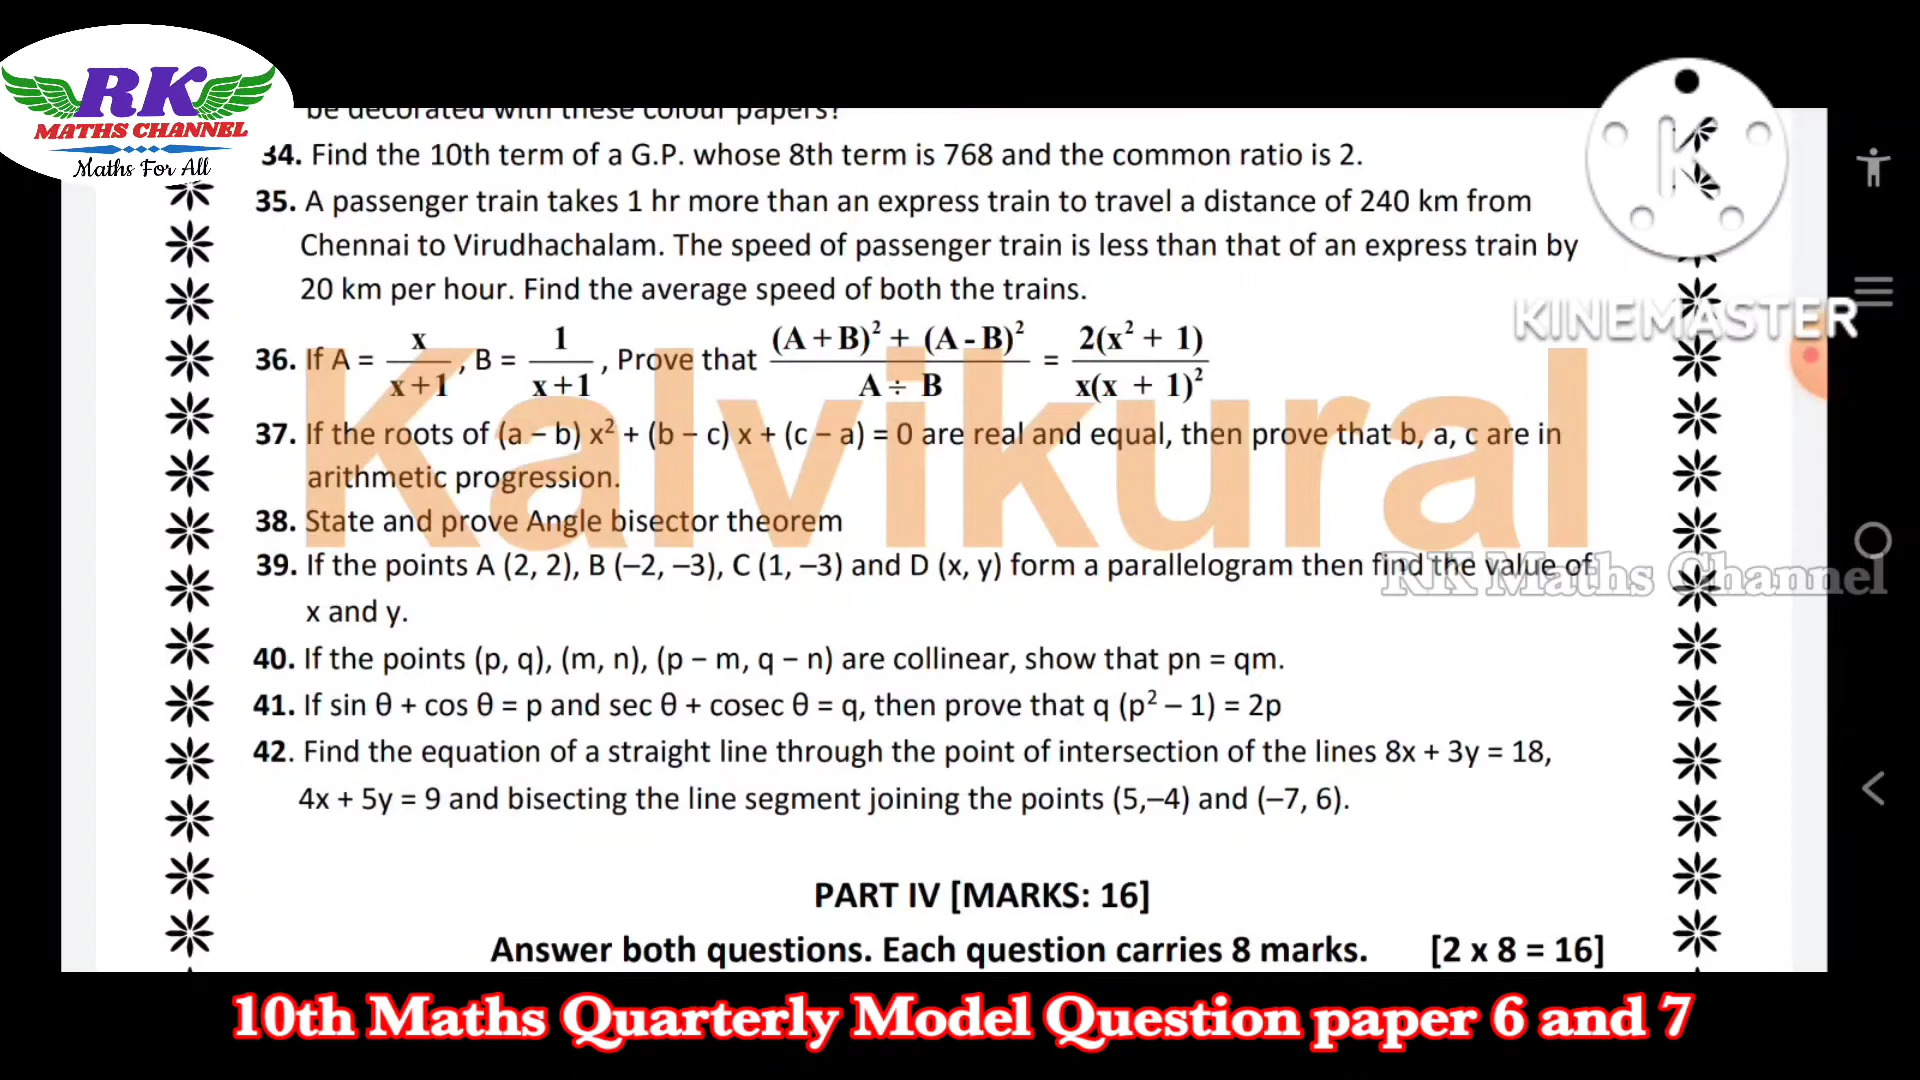 RK
MATHS CHANNEL
Maths For All
be decorated with these colour papers?
34. Find the 10th term of a G.P. whose 8th term is 768 and the common ratio is 2.
35. A passenger train takes 1 hr more than an express train to travel a distance of 240 km from
Chennai to Virudhachalam. The speed of passenger train is less than that of an express train by
20 km per hour. Find the average speed of both the trains.
KINEMASTER
36. If A = x/(x+1), B = 1/(x+1), Prove that ((A+B)² + (A-B)²)/(A ÷ B) = 2(x² + 1)/(x(x + 1)²)
37. If the roots of (a – b) x² + (b – c) x + (c – a) = 0 are real and equal, then prove that b, a, c are in
arithmetic progression.
Kalvikural
38. State and prove Angle bisector theorem
39. If the points A (2, 2), B (–2, –3), C (1, –3) and D (x, y) form a parallelogram then find the value of
RK Maths Channel
x and y.
40. If the points (p, q), (m, n), (p – m, q – n) are collinear, show that pn = qm.
41. If sin θ + cos θ = p and sec θ + cosec θ = q, then prove that q (p² – 1) = 2p
42. Find the equation of a straight line through the point of intersection of the lines 8x + 3y = 18,
4x + 5y = 9 and bisecting the line segment joining the points (5,–4) and (–7, 6).
PART IV [MARKS: 16]
Answer both questions. Each question carries 8 marks. [2 x 8 = 16]
10th Maths Quarterly Model Question paper 6 and 7